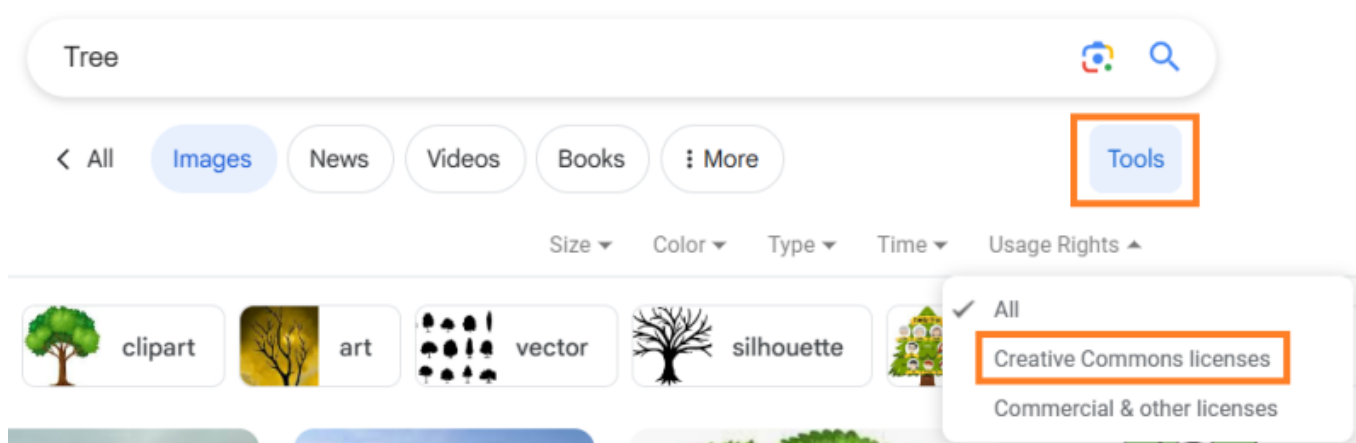 Tree
All Images News Videos Books More Tools
Size Color Type Time Usage Rights
All
clipart art vector silhouette
Creative Commons licenses
Commercial & other licenses